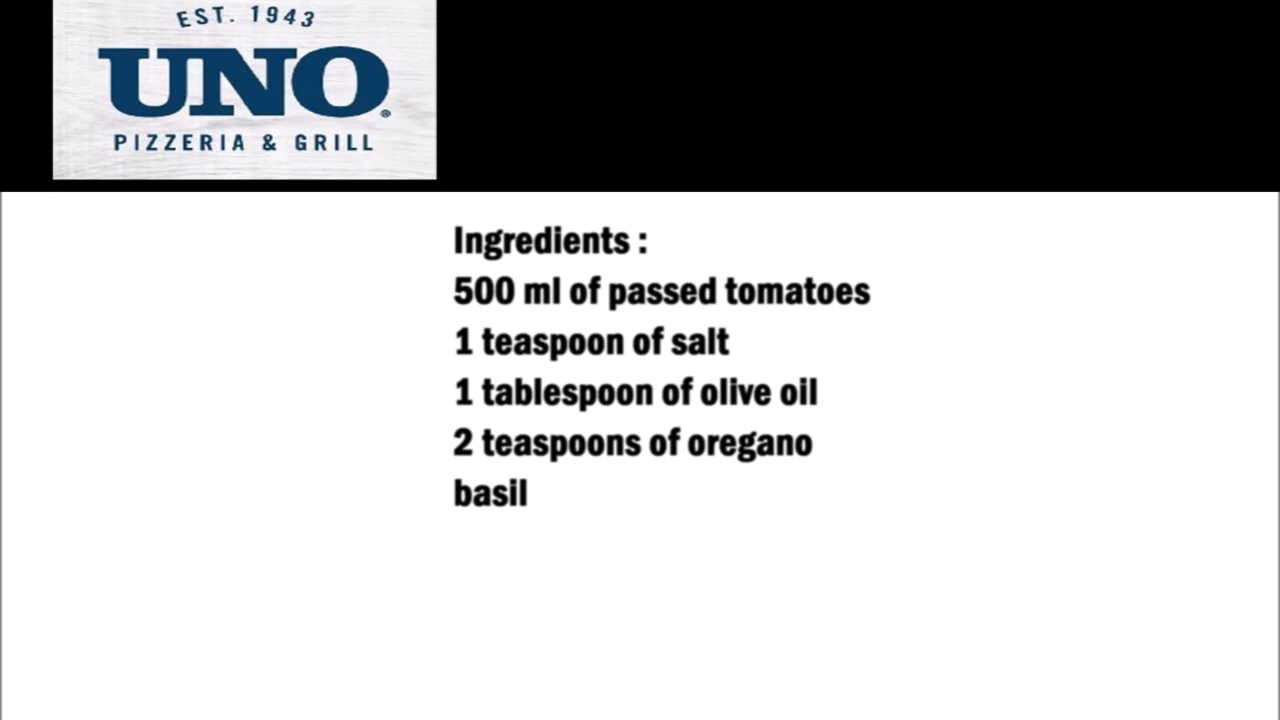 EST. 1943
UNO®
PIZZERIA & GRILL
Ingredients :
500 ml of passed tomatoes
1 teaspoon of salt
1 tablespoon of olive oil
2 teaspoons of oregano
basil